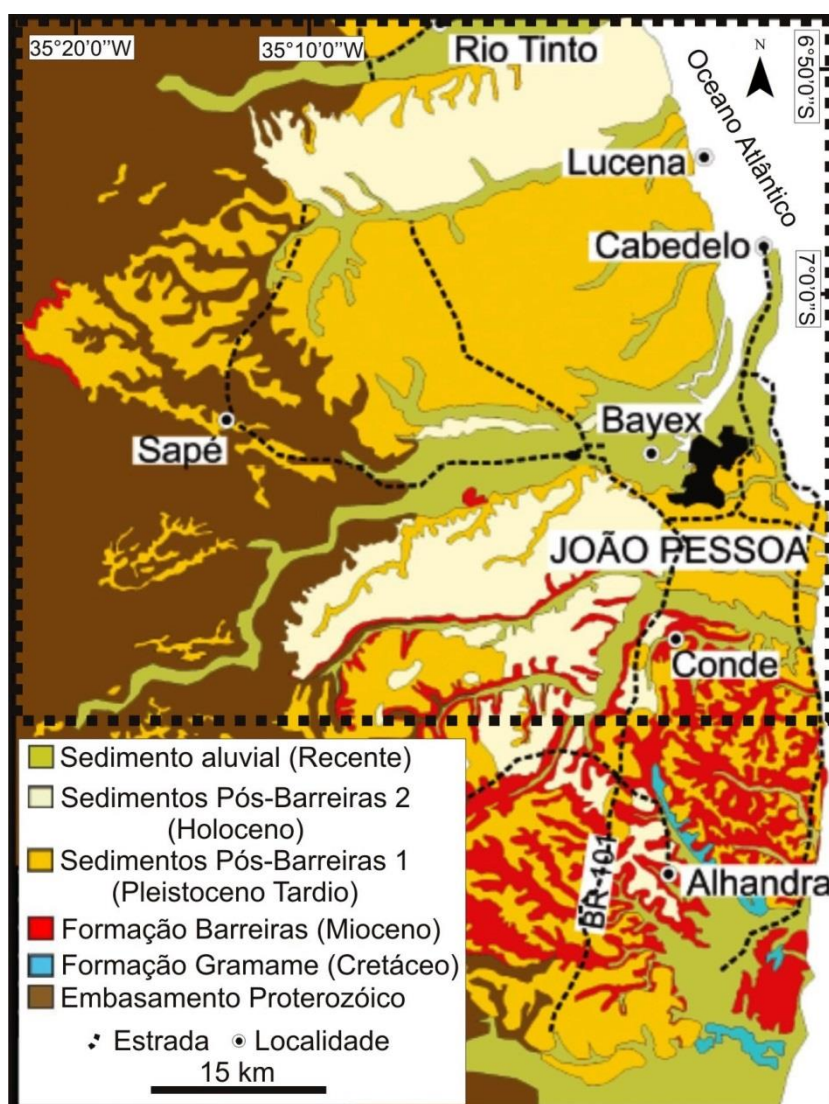 35°20'0''W
35°10'0''W
Rio Tinto
N
6°50'0''S
Oceano Atlântico
Lucena
Cabedelo
7°0'0''S
Bayex
Sapé
JOÃO PESSOA
Conde
Sedimento aluvial (Recente)
Sedimentos Pós-Barreiras 2
(Holoceno)
Sedimentos Pós-Barreiras 1
(Pleistoceno Tardio)
Formação Barreiras (Mioceno)
Formação Gramame (Cretáceo)
Embasamento Proterozóico
Estrada
Localidade
15 km
BR-101
Alhandra